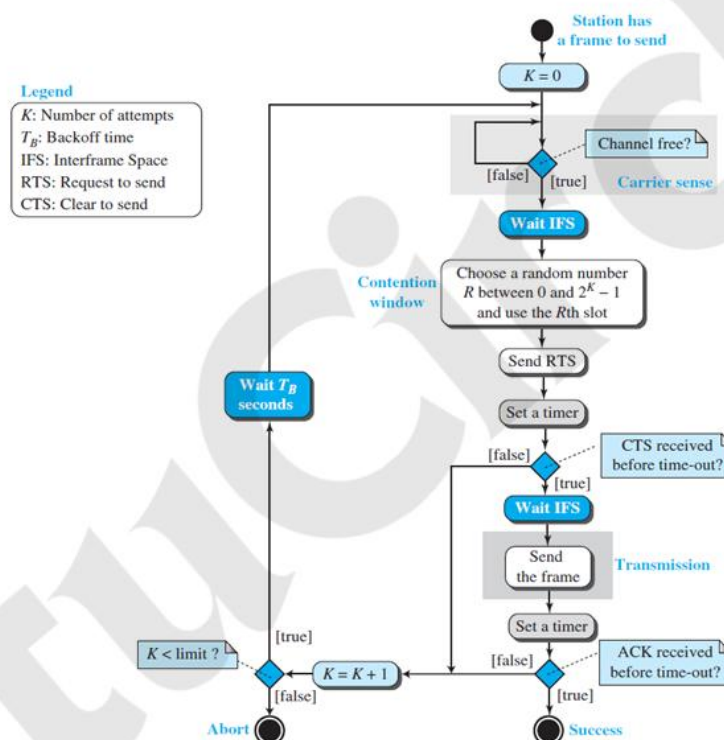 Station has
a frame to send
Legend
K: Number of attempts
T_B: Backoff time
IFS: Interframe Space
RTS: Request to send
CTS: Clear to send
K = 0
Channel free?
[false]
[true]
Carrier sense
Wait IFS
Contention
window
Choose a random number
R between 0 and 2^K − 1
and use the Rth slot
Send RTS
Wait T_B
seconds
Set a timer
CTS received
before time-out?
[false]
[true]
Wait IFS
Send
the frame
Transmission
Set a timer
ACK received
before time-out?
[true]
K < limit ?
[false]
K = K + 1
[false]
[true]
Abort
Success